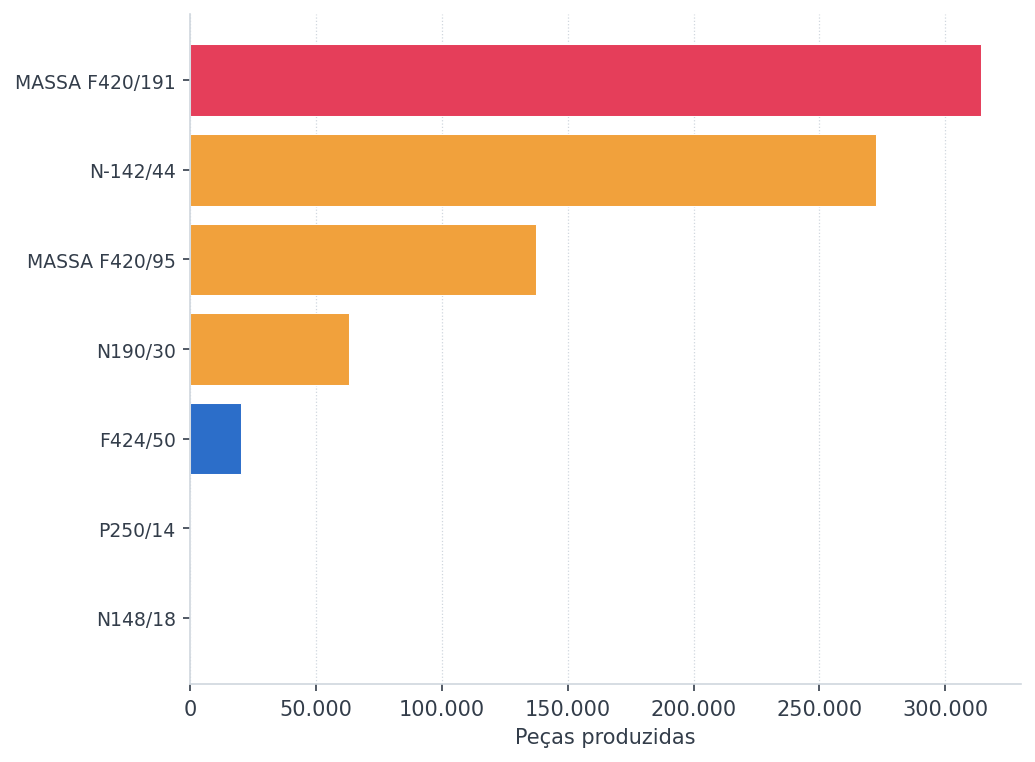 MASSA F420/191
N-142/44
MASSA F420/95
N190/30
F424/50
P250/14
N148/18
0 50.000 100.000 150.000 200.000 250.000 300.000
Peças produzidas